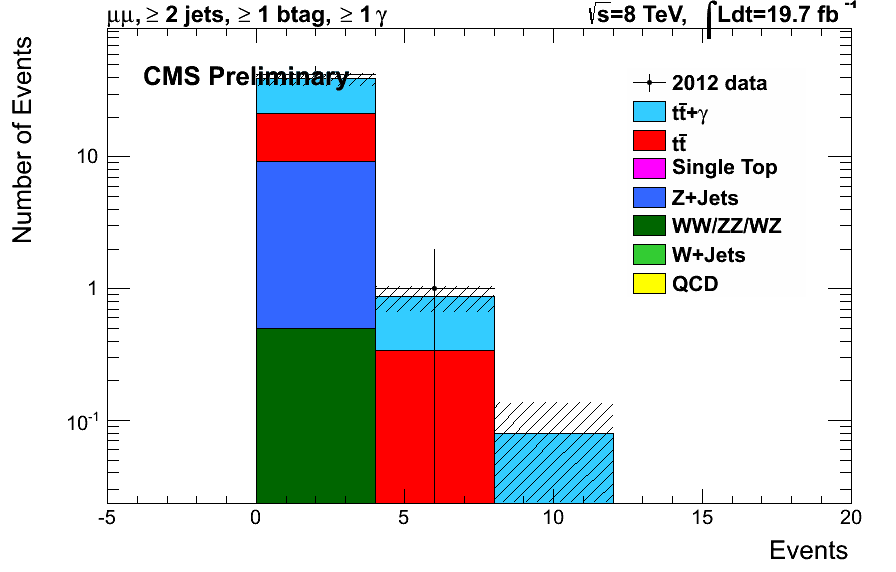 μμ, ≥ 2 jets, ≥ 1 btag, ≥ 1 γ
√s=8 TeV, ∫Ldt=19.7 fb⁻¹
CMS Preliminary
Number of Events
10
1
10⁻¹
2012 data
tt̄+γ
tt̄
Single Top
Z+Jets
WW/ZZ/WZ
W+Jets
QCD
-5 0 5 10 15 20
Events